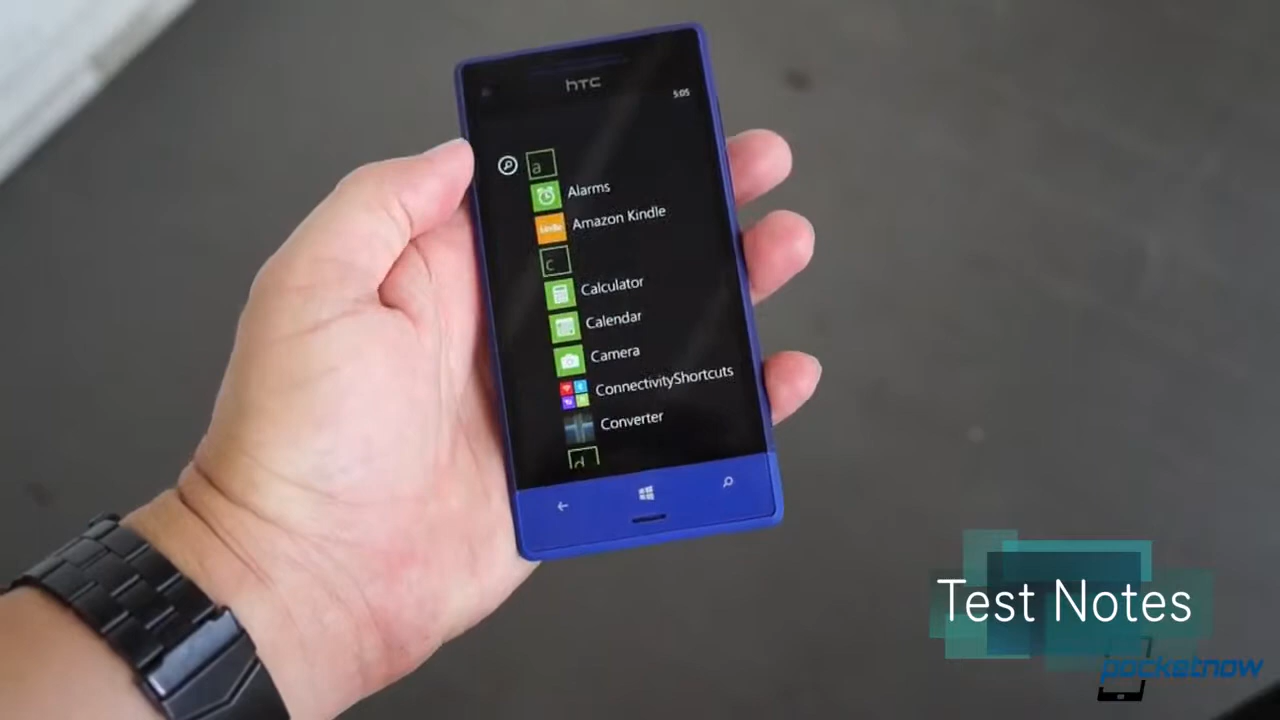 hTC
5:05
a
Alarms
kindle
Amazon Kindle
c
Calculator
Calendar
Camera
ConnectivityShortcuts
Converter
d
Test Notes
pocketnow